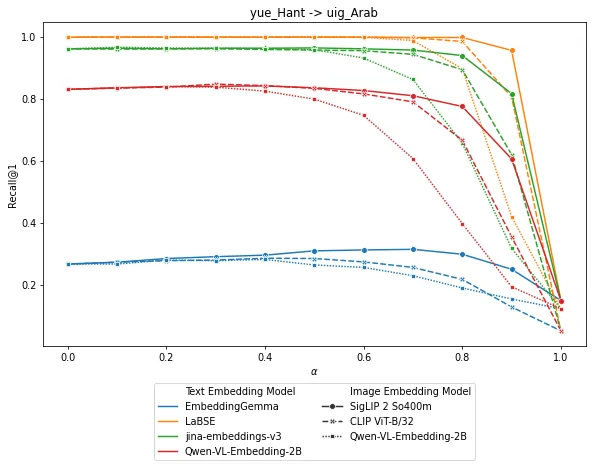 yue_Hant -> uig_Arab
1.0
0.8
0.6
0.4
0.2
Recall@1
0.0 0.2 0.4 0.6 0.8 1.0
α
Text Embedding Model Image Embedding Model
EmbeddingGemma SigLIP 2 So400m
LaBSE CLIP ViT-B/32
jina-embeddings-v3 Qwen-VL-Embedding-2B
Qwen-VL-Embedding-2B